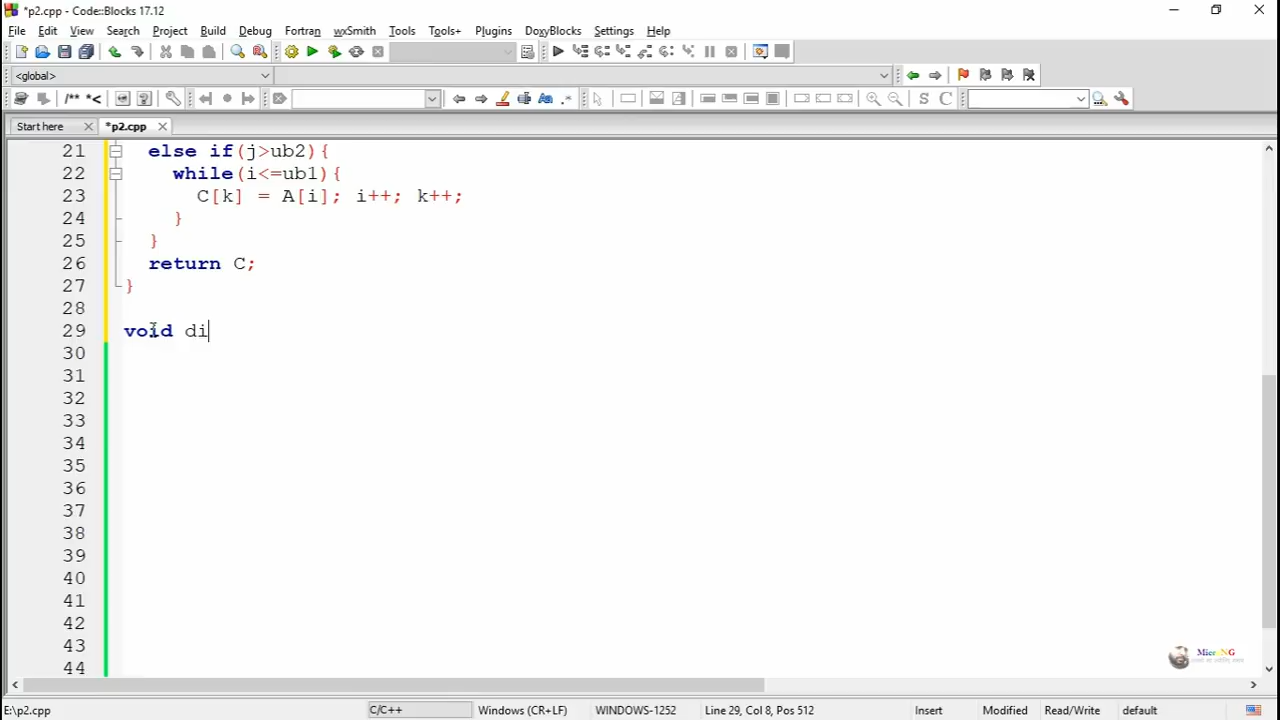 *p2.cpp - Code::Blocks 17.12
File Edit View Search Project Build Debug Fortran wxSmith Tools Tools+ Plugins DoxyBlocks Settings Help
<global>
/** *<
S C
Start here *p2.cpp
21 else if(j>ub2){
22 while(i<=ub1){
23 C[k] = A[i]; i++; k++;
24 }
25 }
26 return C;
27 }
28
29 void di
30
31
32
33
34
35
36
37
38
39
40
41
42
43
44
E:\p2.cpp C/C++ Windows (CR+LF) WINDOWS-1252 Line 29, Col 8, Pos 512 Insert Modified Read/Write default